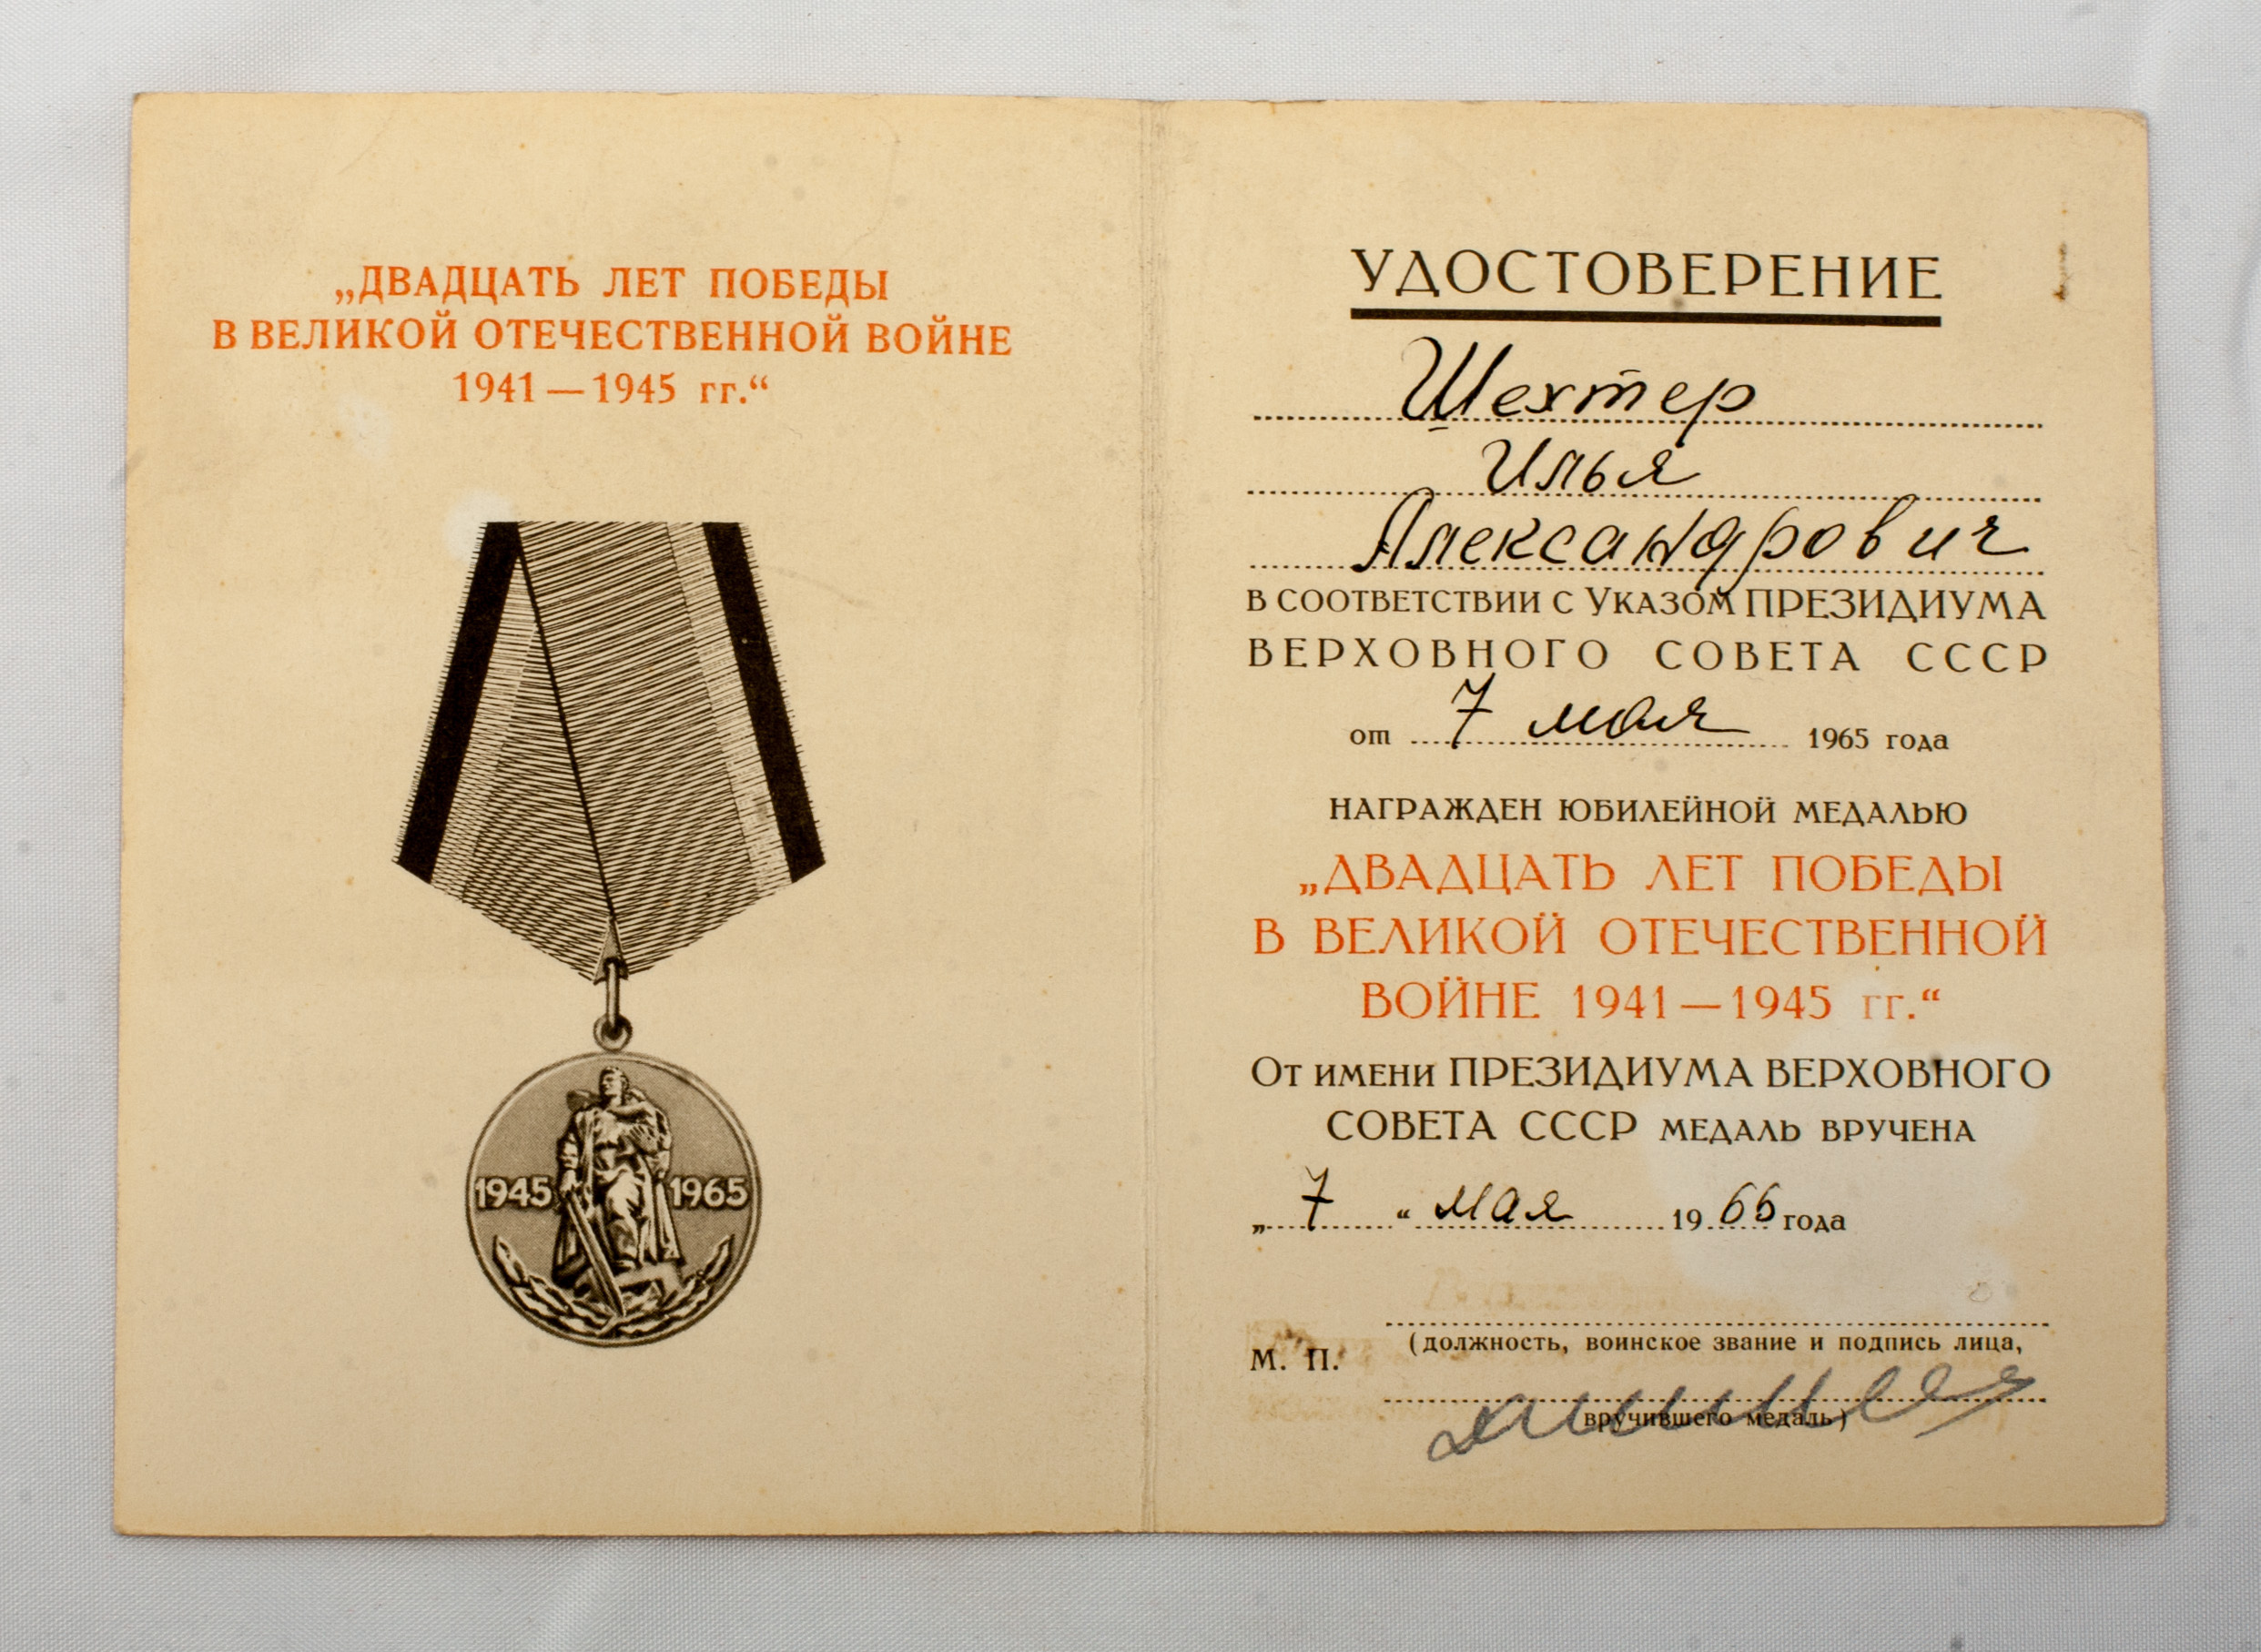 „ДВАДЦАТЬ ЛЕТ ПОБЕДЫ
В ВЕЛИКОЙ ОТЕЧЕСТВЕННОЙ ВОЙНЕ
1941—1945 гг.“
1945 1965
УДОСТОВЕРЕНИЕ
Шехтер
Илья
Александрович
в соответствии с Указом ПРЕЗИДИУМА
ВЕРХОВНОГО СОВЕТА СССР
от 7 мая 1965 года
НАГРАЖДЕН ЮБИЛЕЙНОЙ МЕДАЛЬЮ
„ДВАДЦАТЬ ЛЕТ ПОБЕДЫ
В ВЕЛИКОЙ ОТЕЧЕСТВЕННОЙ
ВОЙНЕ 1941—1945 гг.“
От имени ПРЕЗИДИУМА ВЕРХОВНОГО
СОВЕТА СССР МЕДАЛЬ ВРУЧЕНА
„7“ мая 1966 года
(должность, воинское звание и подпись лица,
М. П.
вручившего медаль)